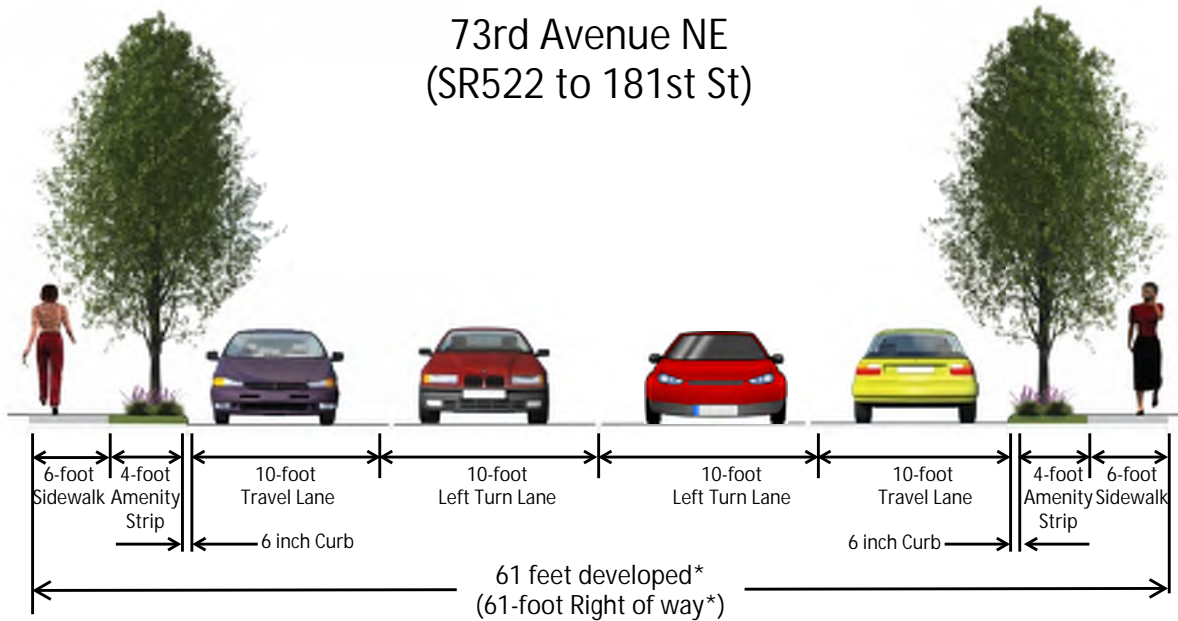 73rd Avenue NE
(SR522 to 181st St)
6-foot
Sidewalk
4-foot
Amenity
Strip
10-foot
Travel Lane
10-foot
Left Turn Lane
10-foot
Left Turn Lane
10-foot
Travel Lane
4-foot
Amenity
Strip
6-foot
Sidewalk
6 inch Curb
6 inch Curb
61 feet developed*
(61-foot Right of way*)